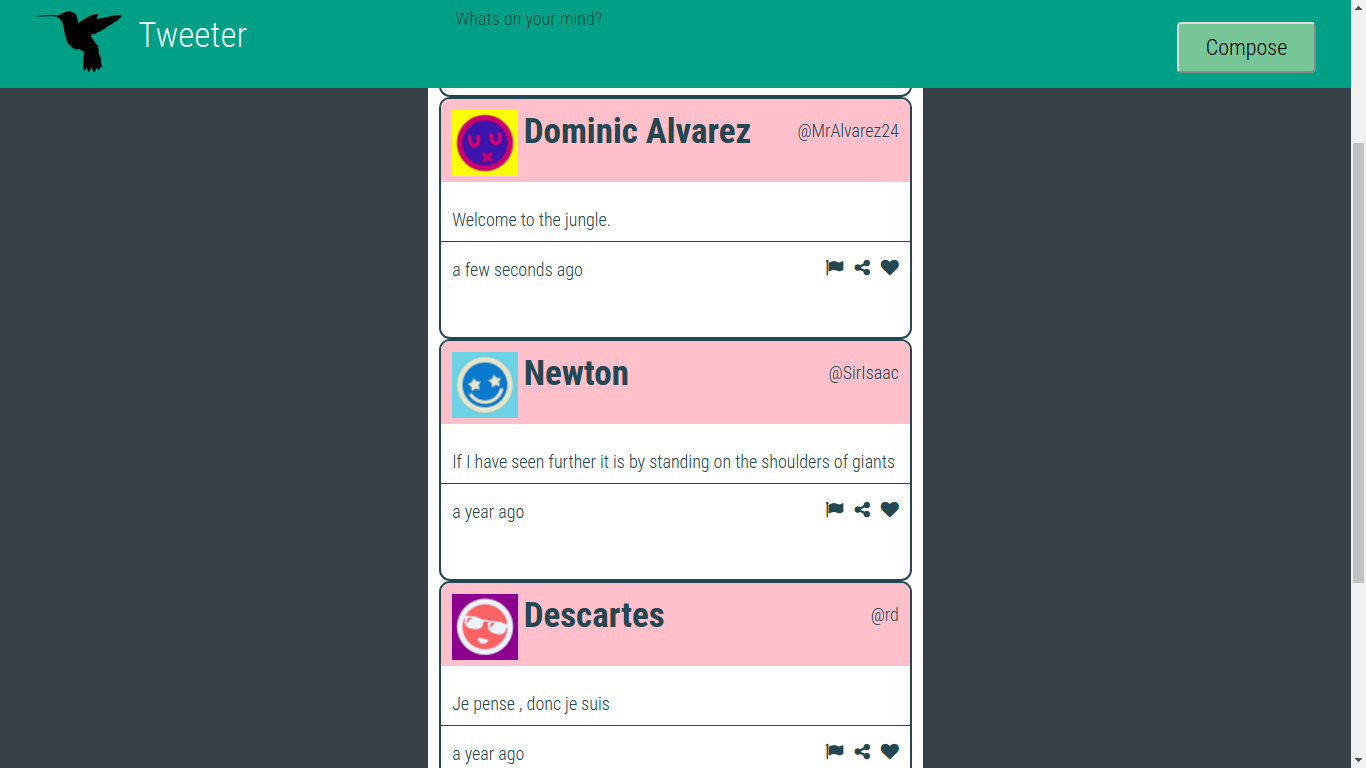 Tweeter
Whats on your mind?
Compose
Dominic Alvarez @MrAlvarez24
Welcome to the jungle.
a few seconds ago
Newton @SirIsaac
If I have seen further it is by standing on the shoulders of giants
a year ago
Descartes @rd
Je pense , donc je suis
a year ago